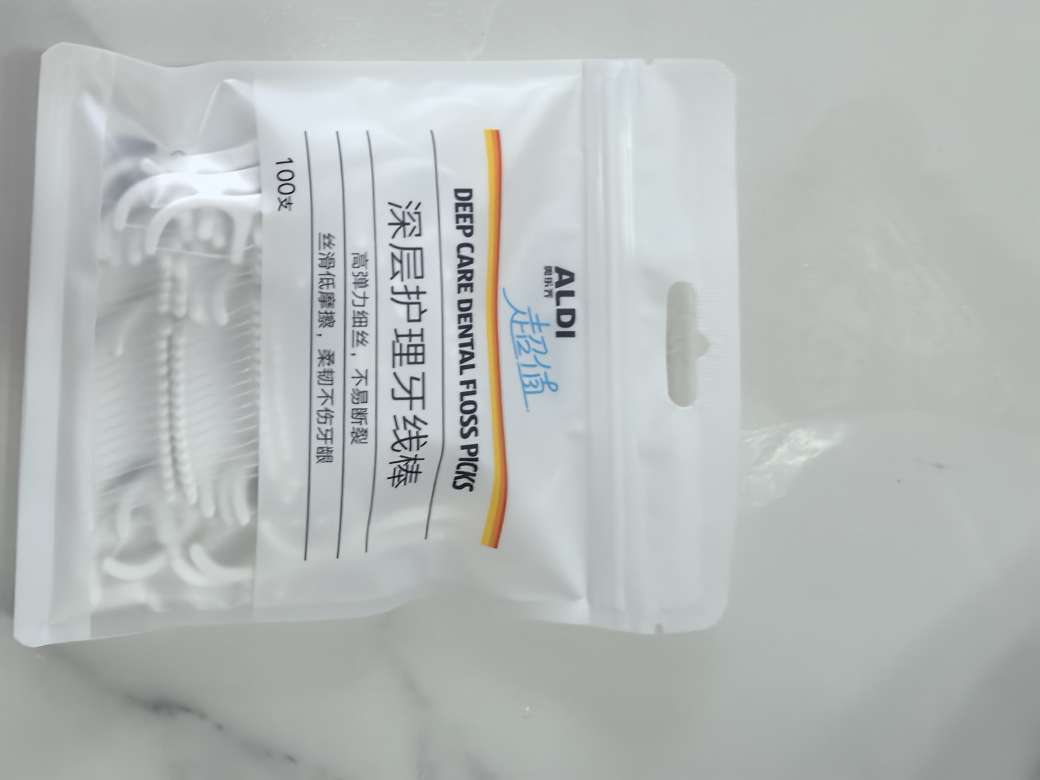 ALDI
奥乐齐
超值
DEEP CARE DENTAL FLOSS PICKS
深层护理牙线棒
高弹力细丝，不易断裂
丝滑低摩擦，柔韧不伤牙龈
100支